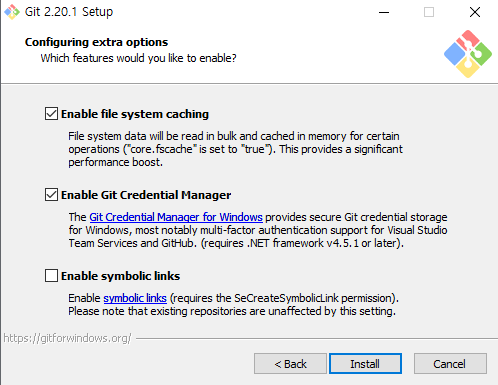 Git 2.20.1 Setup
Configuring extra options
Which features would you like to enable?
Enable file system caching
File system data will be read in bulk and cached in memory for certain
operations ("core.fscache" is set to "true"). This provides a significant
performance boost.
Enable Git Credential Manager
The Git Credential Manager for Windows provides secure Git credential storage
for Windows, most notably multi-factor authentication support for Visual Studio
Team Services and GitHub. (requires .NET framework v4.5.1 or later).
Enable symbolic links
Enable symbolic links (requires the SeCreateSymbolicLink permission).
Please note that existing repositories are unaffected by this setting.
https://gitforwindows.org/
< Back Install Cancel